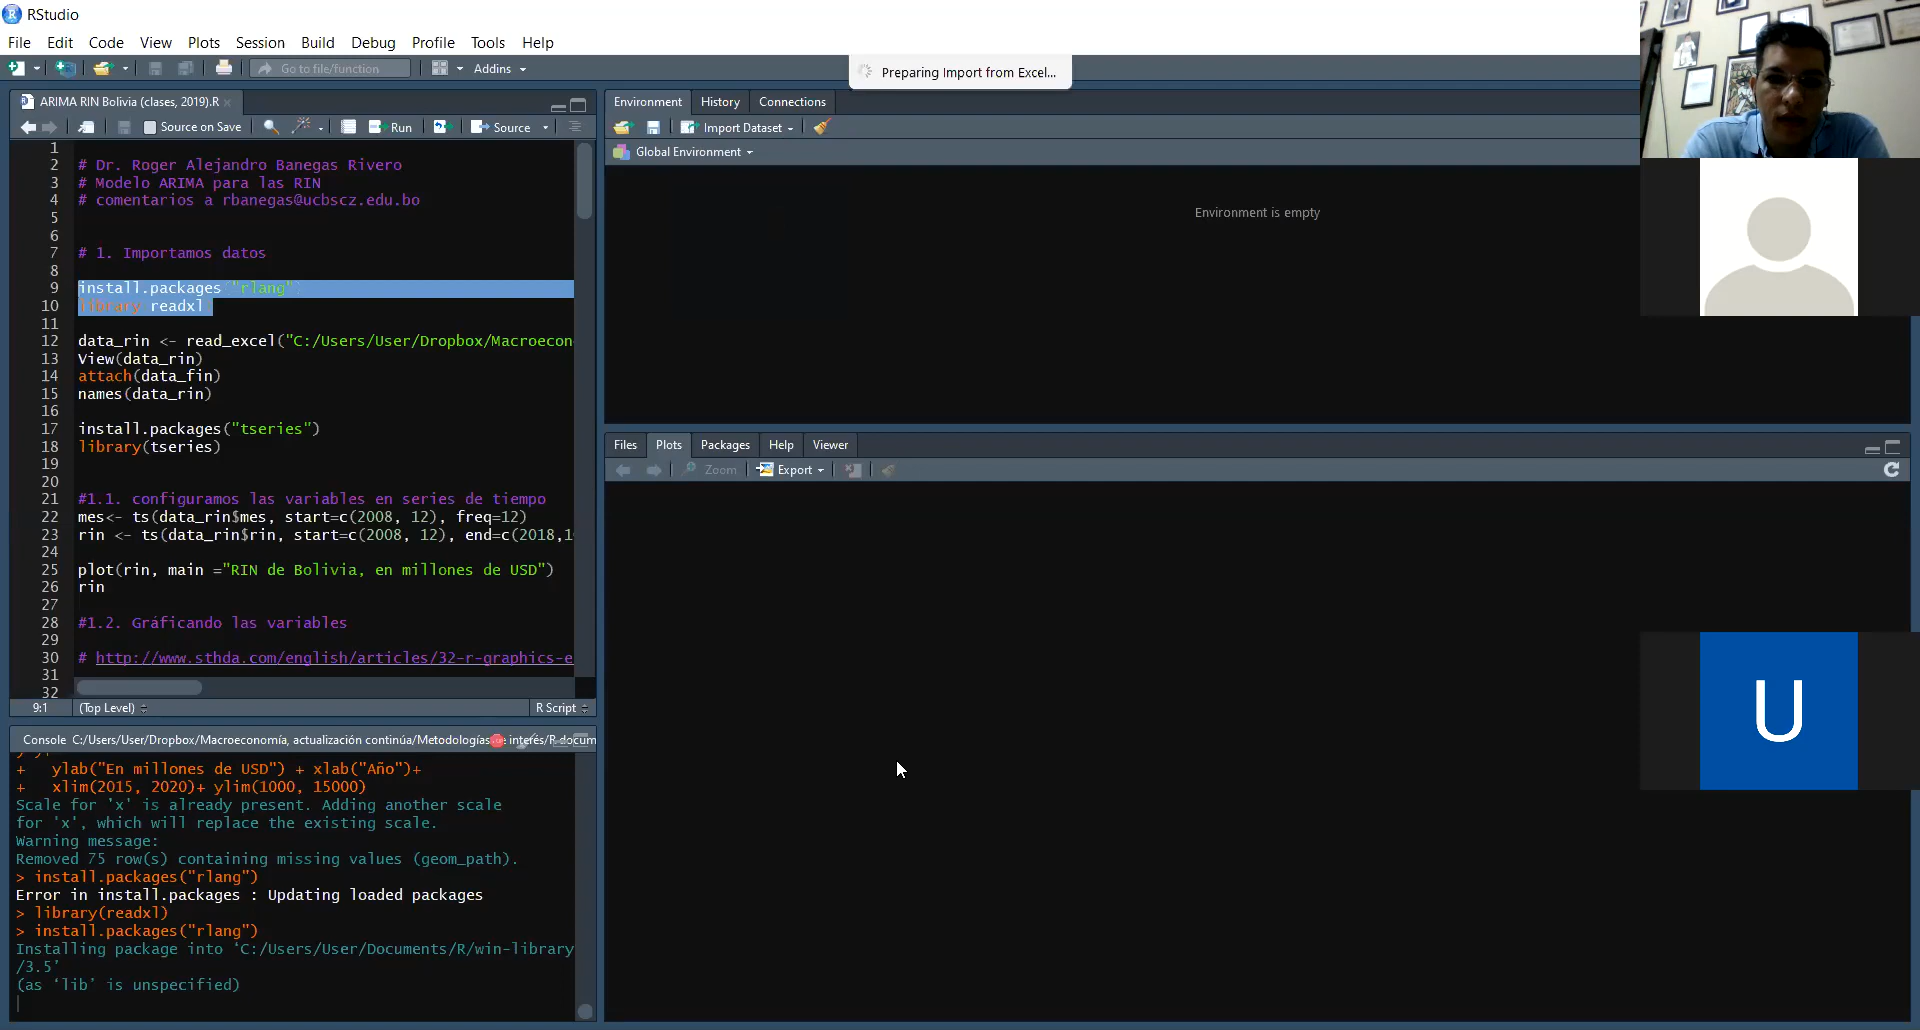 RStudio
File Edit Code View Plots Session Build Debug Profile Tools Help
Go to file/function Addins
Preparing Import from Excel...
ARIMA RIN Bolivia (clases, 2019).R
Source on Save Run Source
1
2 # Dr. Roger Alejandro Banegas Rivero
3 # Modelo ARIMA para las RIN
4 # comentarios a rbanegas@ucbscz.edu.bo
5
6
7 # 1. Importamos datos
8
9 install.packages("rlang")
10 library(readxl)
11
12 data_rin <- read_excel("C:/Users/User/Dropbox/Macroecon
13 View(data_rin)
14 attach(data_fin)
15 names(data_rin)
16
17 install.packages("tseries")
18 library(tseries)
19
20
21 #1.1. configuramos las variables en series de tiempo
22 mes<- ts(data_rin$mes, start=c(2008, 12), freq=12)
23 rin <- ts(data_rin$rin, start=c(2008, 12), end=c(2018,1
24
25 plot(rin, main ="RIN de Bolivia, en millones de USD")
26 rin
27
28 #1.2. Gráficando las variables
29
30 # http://www.sthda.com/english/articles/32-r-graphics-e
31
32
9:1 (Top Level) R Script
Console C:/Users/User/Dropbox/Macroeconomía, actualización continúa/Metodologías de interés/R docum
+ ylab("En millones de USD") + xlab("Año")+
+ xlim(2015, 2020)+ ylim(1000, 15000)
Scale for 'x' is already present. Adding another scale
for 'x', which will replace the existing scale.
Warning message:
Removed 75 row(s) containing missing values (geom_path).
> install.packages("rlang")
Error in install.packages : Updating loaded packages
> library(readxl)
> install.packages("rlang")
Installing package into ‘C:/Users/User/Documents/R/win-library
/3.5’
(as ‘lib’ is unspecified)
Environment History Connections
Import Dataset
Global Environment
Environment is empty
Files Plots Packages Help Viewer
Zoom Export
U